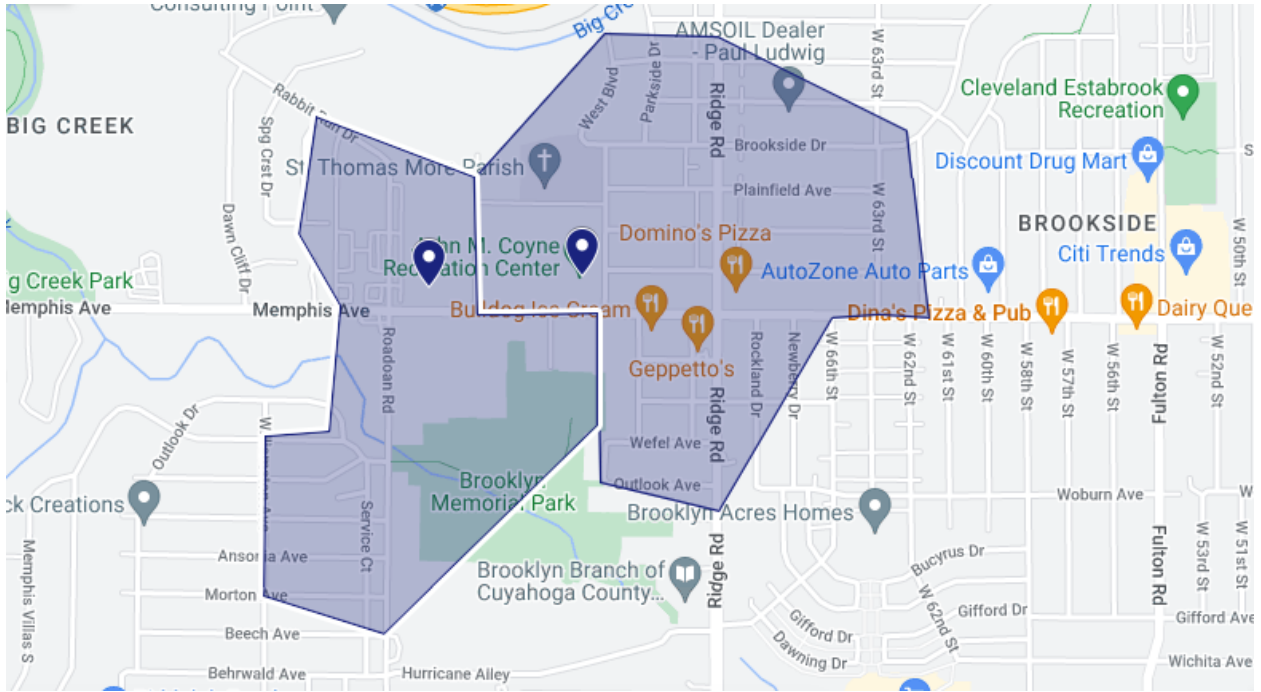 Consulting Point
Big Cre
AMSOIL Dealer
- Paul Ludwig
W 63rd St
Cleveland Estabrook
Recreation
BIG CREEK
Rabbit Run Dr
West Blvd
Parkside Dr
Ridge Rd
Brookside Dr
Discount Drug Mart
S
Spg Crst Dr
St. Thomas More Parish
Plainfield Ave
W 63rd St
BROOKSIDE
W 50th St
Dawn Cliff Dr
John M. Coyne
Recreation Center
Domino's Pizza
AutoZone Auto Parts
Citi Trends
g Creek Park
Memphis Ave
Memphis Ave
Bulldog Ice Cream
Dina's Pizza & Pub
Dairy Que
Roadoan Rd
Geppetto's
Rockland Dr
Newberry Dr
W 66th St
W 62nd St
W 61st St
W 60th St
W 58th St
W 57th St
W 56th St
Fulton Rd
W 52nd St
Outlook Dr
Ridge Rd
Wefel Ave
Brooklyn
Memorial Park
Outlook Ave
ck Creations
Service Ct
Brooklyn Acres Homes
Woburn Ave
W
Memphis Villas S
Ansonia Ave
Brooklyn Branch of
Cuyahoga County...
Ridge Rd
Bucyrus Dr
Fulton Rd
W 53rd St
W 51st St
Morton Ave
W 62nd St
Gifford Dr
Gifford Ave
Beech Ave
Gifford Dr
Dawning Dr
Behrwald Ave
Hurricane Alley
Wichita Ave